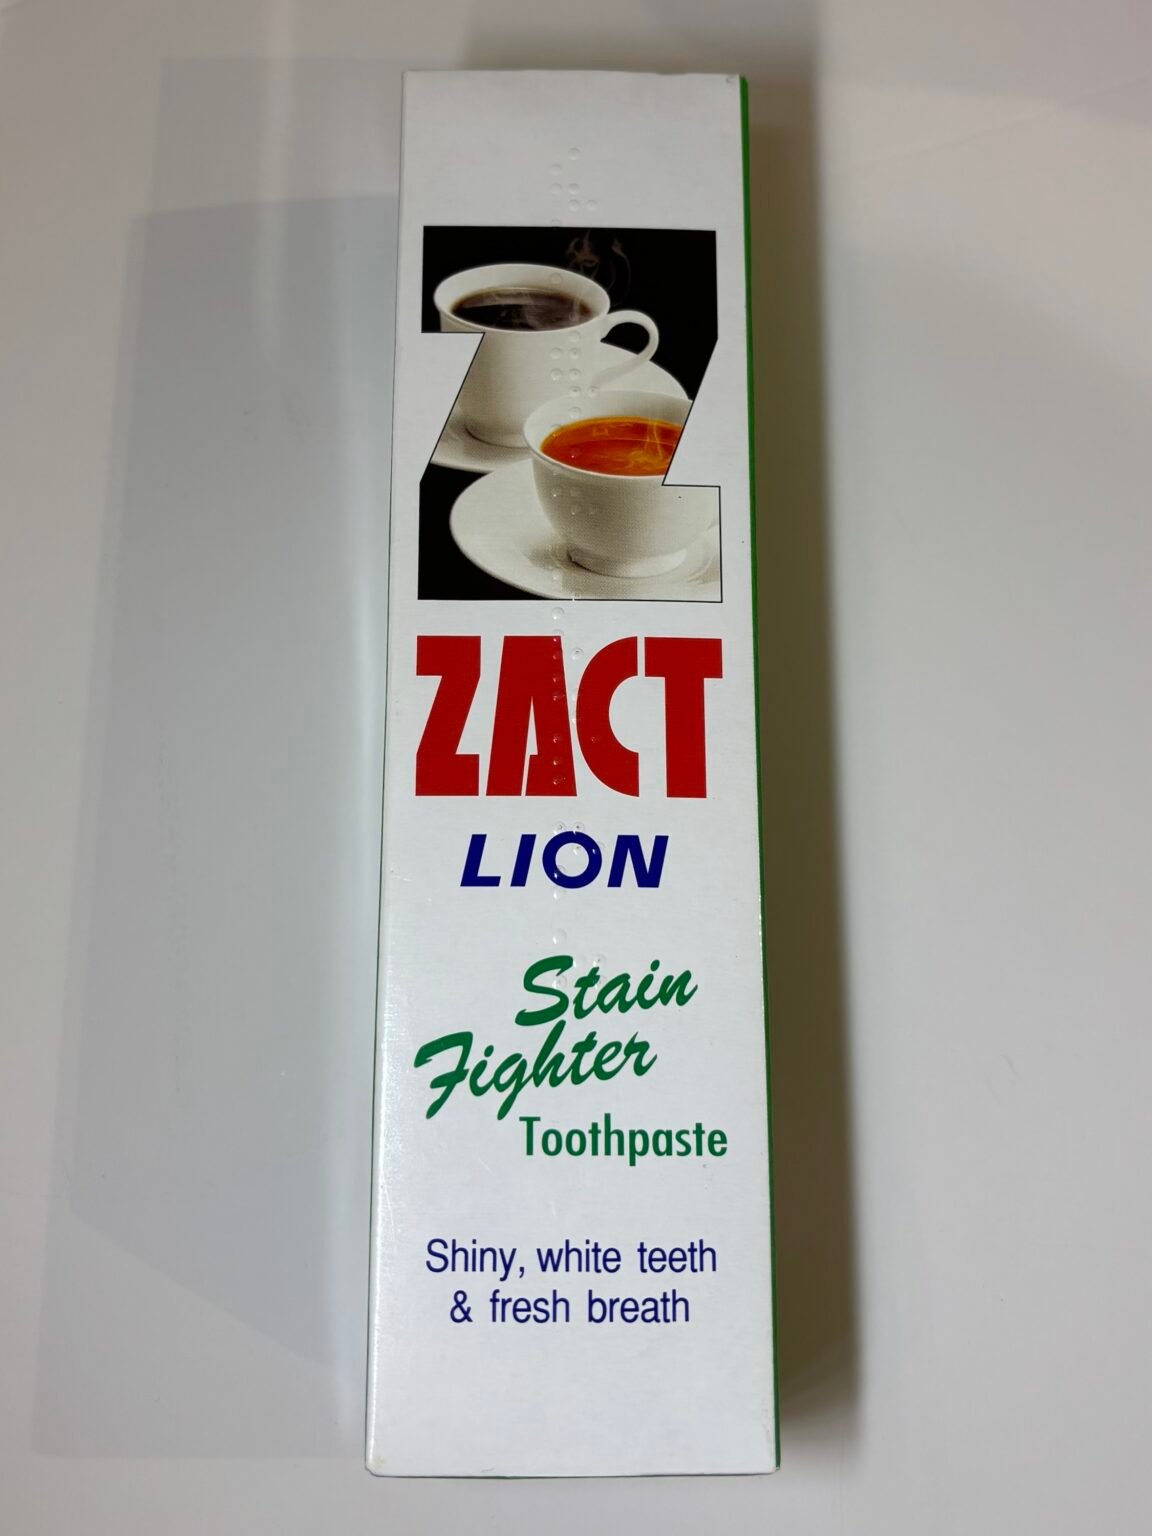 ZACT
LION
Stain
Fighter
Toothpaste
Shiny, white teeth
& fresh breath